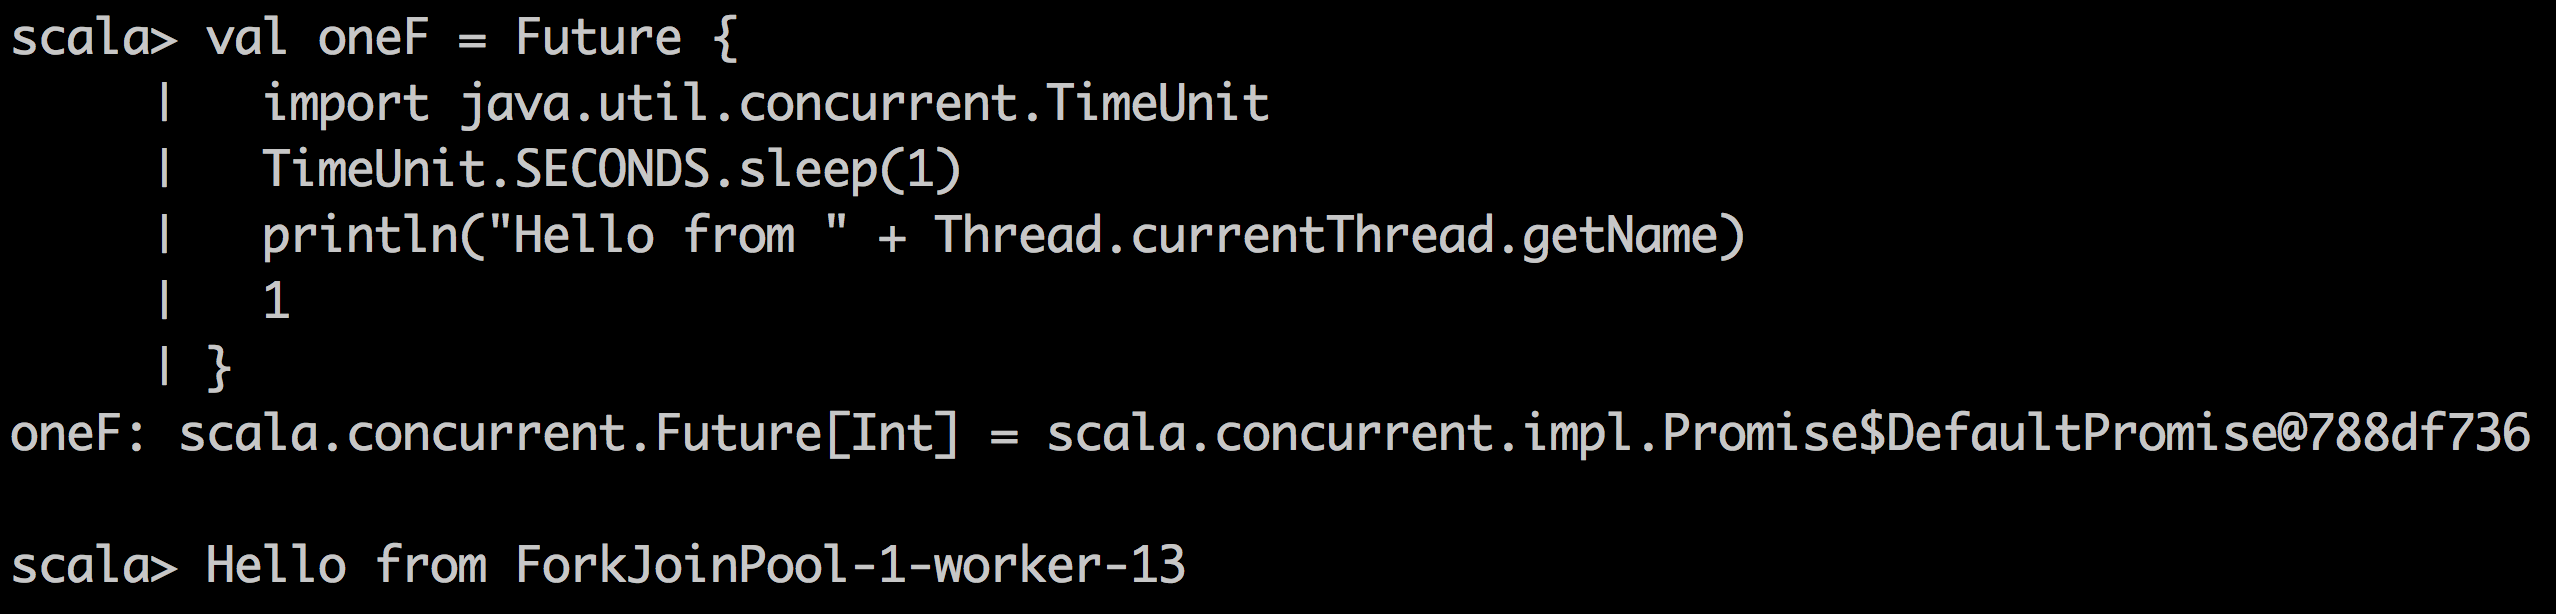 scala> val oneF = Future {
     |   import java.util.concurrent.TimeUnit
     |   TimeUnit.SECONDS.sleep(1)
     |   println("Hello from " + Thread.currentThread.getName)
     |   1
     | }
oneF: scala.concurrent.Future[Int] = scala.concurrent.impl.Promise$DefaultPromise@788df736
scala> Hello from ForkJoinPool-1-worker-13